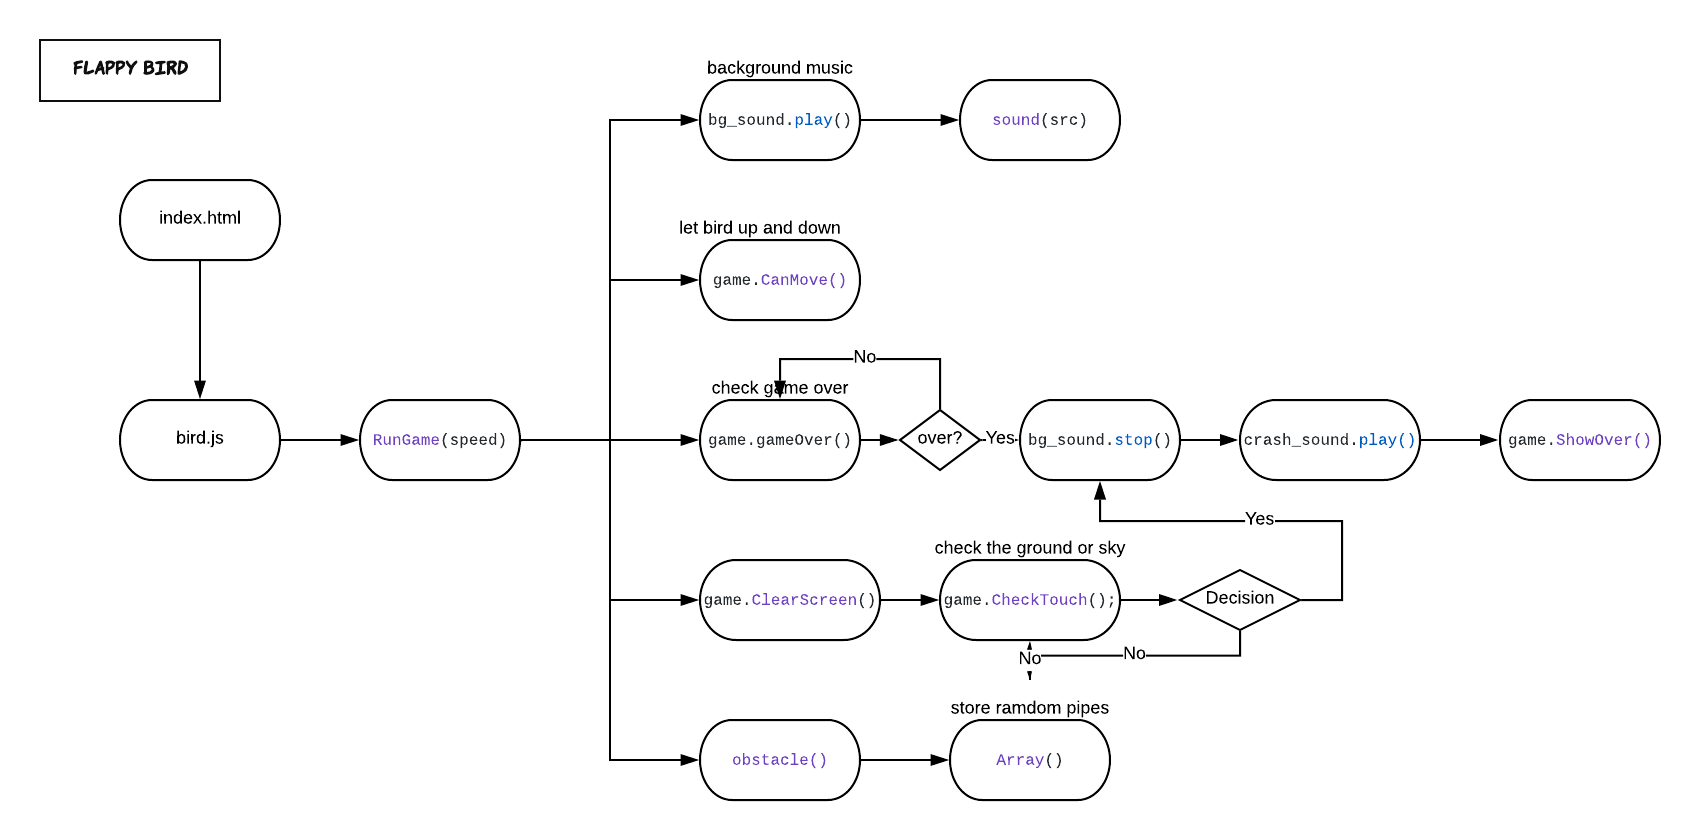 FLAPPY BIRD
background music
bg_sound.play()
sound(src)
index.html
let bird up and down
game.CanMove()
No
check game over
bird.js
RunGame(speed)
game.gameOver()
over?
Yes
bg_sound.stop()
crash_sound.play()
game.ShowOver()
Yes
check the ground or sky
game.ClearScreen()
game.CheckTouch();
Decision
No
No
store ramdom pipes
obstacle()
Array()